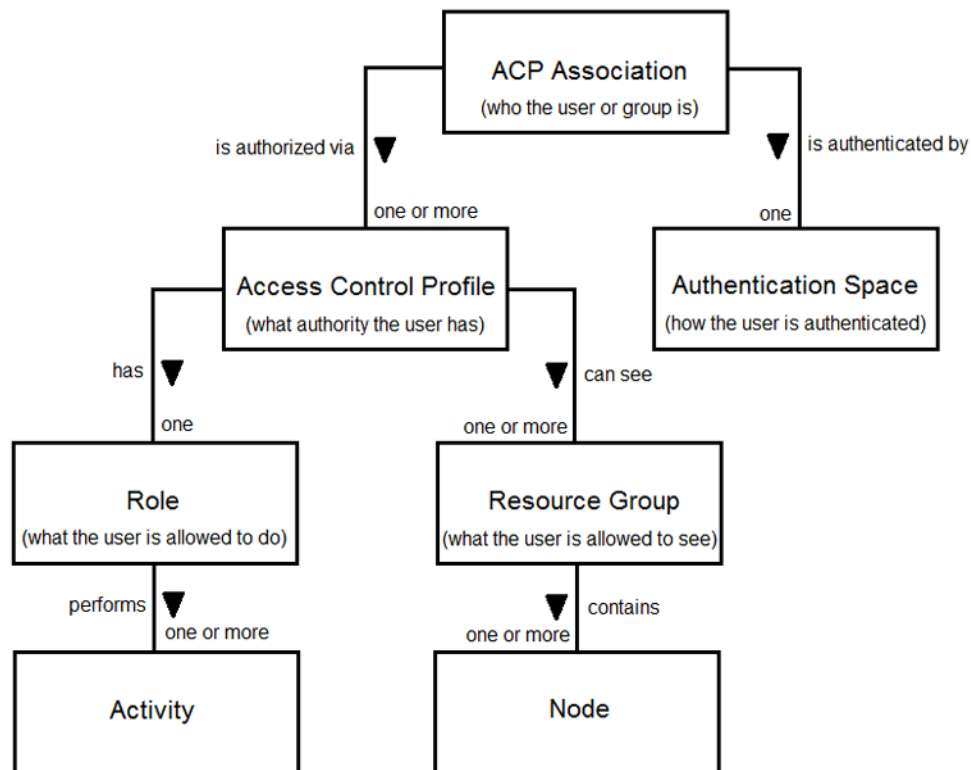 ACP Association
(who the user or group is)
is authorized via
is authenticated by
one or more
one
Access Control Profile
(what authority the user has)
Authentication Space
(how the user is authenticated)
has
can see
one
one or more
Role
(what the user is allowed to do)
Resource Group
(what the user is allowed to see)
performs
contains
one or more
one or more
Activity
Node